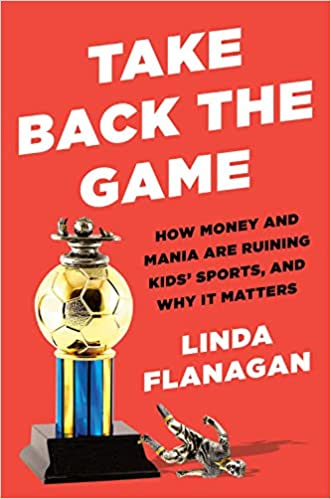 TAKE
BACK THE
GAME
HOW MONEY AND
MANIA ARE RUINING
KIDS' SPORTS, AND
WHY IT MATTERS
LINDA
FLANAGAN